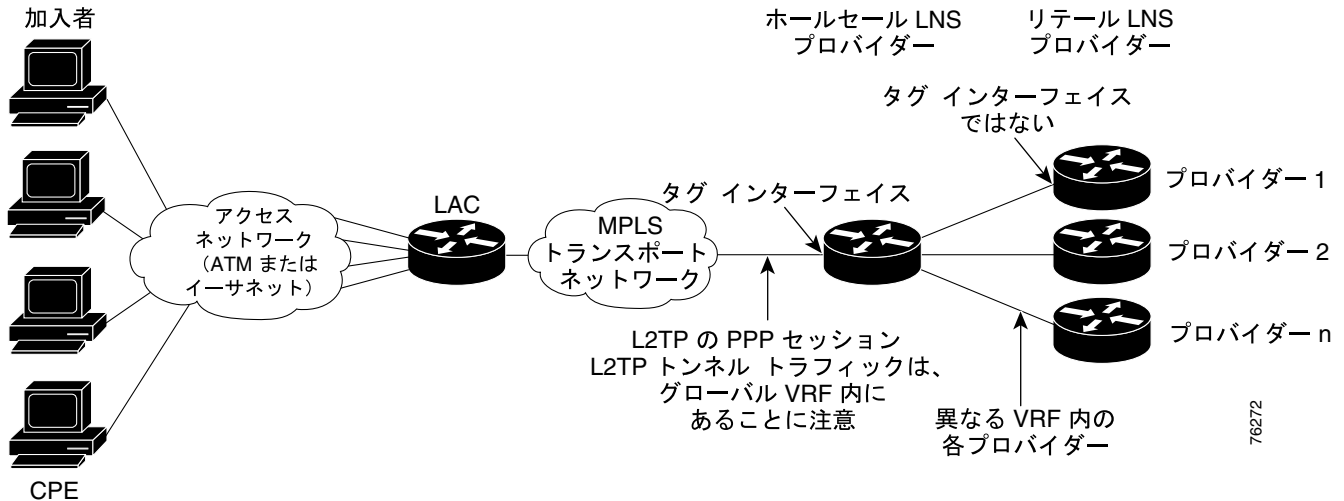 加入者
ホールセール LNS
プロバイダー
リテール LNS
プロバイダー
タグ インターフェイス
ではない
プロバイダー 1
タグ インターフェイス
LAC
アクセス
ネットワーク
（ATM または
イーサネット）
MPLS
トランスポート
ネットワーク
プロバイダー 2
プロバイダー n
L2TP の PPP セッション
L2TP トンネル トラフィックは、
グローバル VRF 内に
あることに注意
異なる VRF 内の
各プロバイダー
76272
CPE